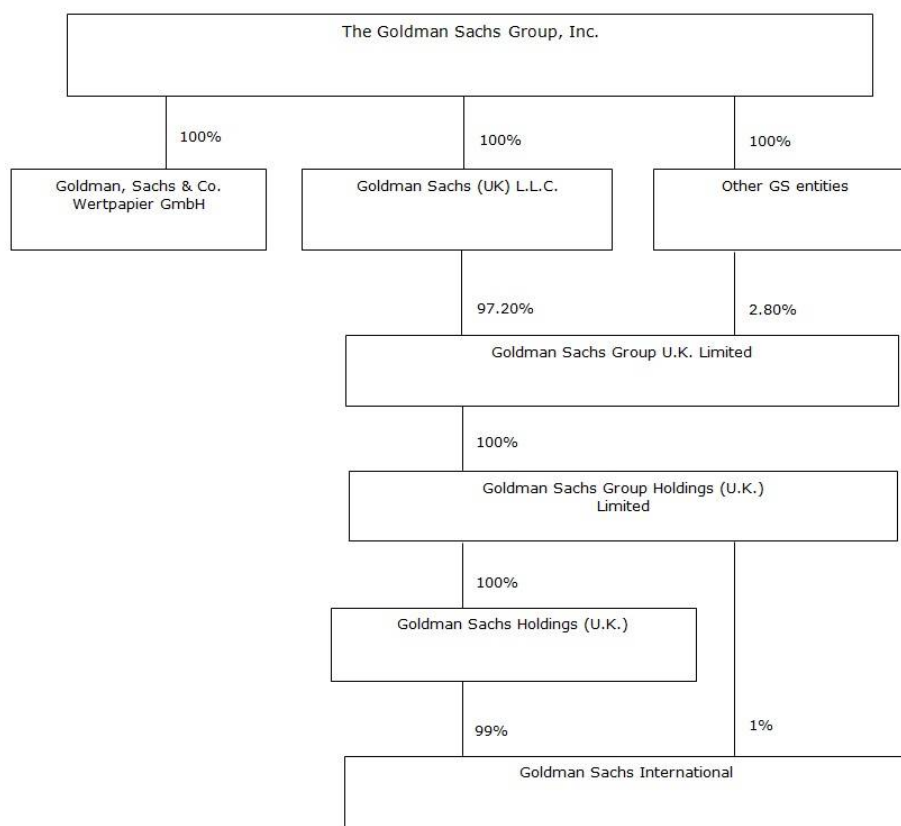 The Goldman Sachs Group, Inc.
100%
100%
100%
Goldman, Sachs & Co.
Wertpapier GmbH
Goldman Sachs (UK) L.L.C.
Other GS entities
97.20%
2.80%
Goldman Sachs Group U.K. Limited
100%
Goldman Sachs Group Holdings (U.K.)
Limited
100%
Goldman Sachs Holdings (U.K.)
99%
1%
Goldman Sachs International